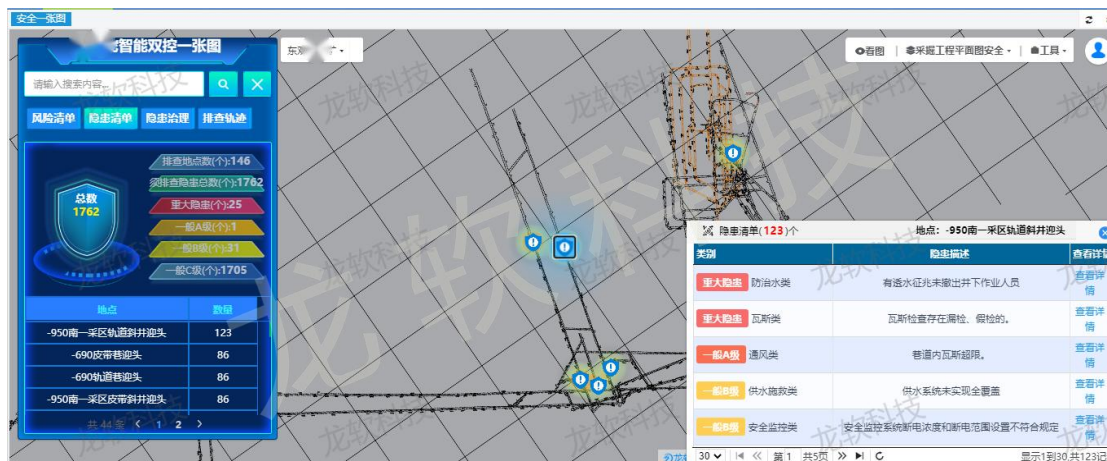 安全一张图
智能双控一张图
请输入搜索内容...
风险清单 隐患清单 隐患治理 排查轨迹
总数
1762
排查地点数(个):146
须排查隐患总数(个):1762
重大隐患(个):25
一般A级(个):1
一般B级(个):31
一般C级(个):1705
地点 数量
-950南一采区轨道斜井迎头 123
-690皮带巷迎头 86
-690轨道巷迎头 86
-950南一采区皮带斜井迎头 86
共 44 条 1 2
看图 | 采掘工程平面图安全 | 工具
隐患清单(123)个 地点: -950南一采区轨道斜井迎头
类别 隐患描述 查看详情
重大隐患 防治水类 有透水征兆未撤出井下作业人员 查看详情
重大隐患 瓦斯类 瓦斯检查存在漏检、假检的。 查看详情
一般A级 通风类 巷道内瓦斯超限。 查看详情
一般B级 供水施救类 供水系统未实现全覆盖 查看详情
一般B级 安全监控类 安全监控系统断电浓度和断电范围设置不符合规定 查看详情
30 第 1 共5页 显示1到30,共123记
龙软科技